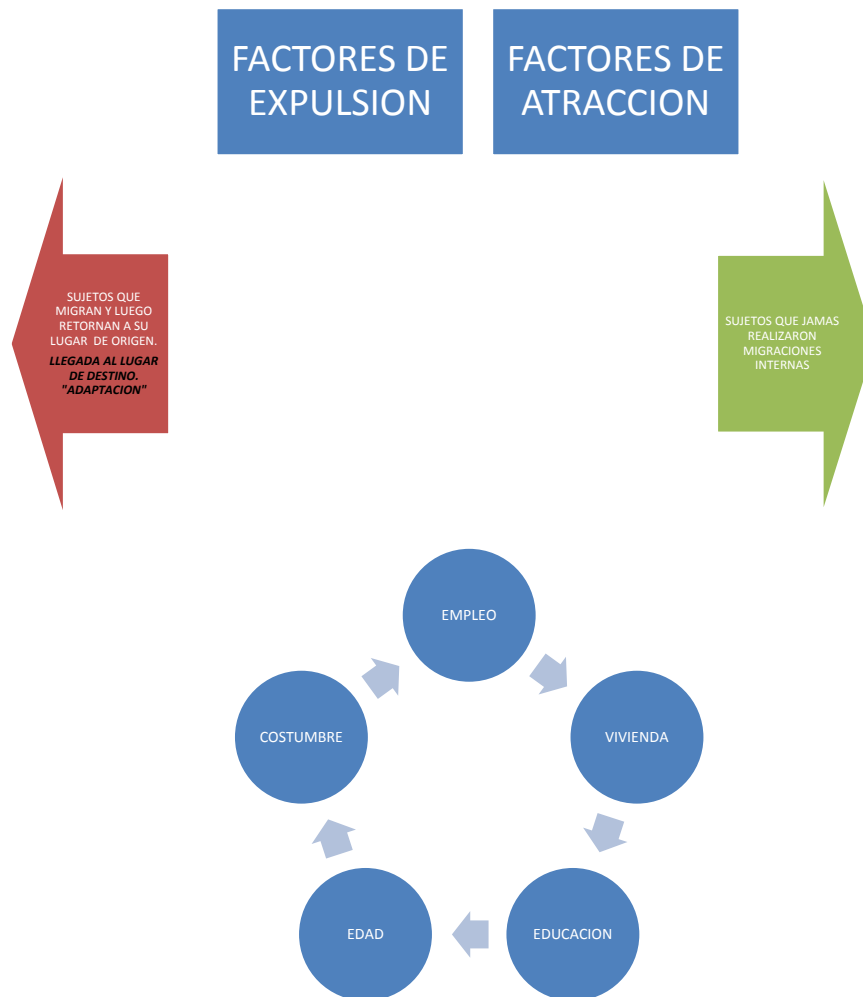 FACTORES DE
EXPULSION
FACTORES DE
ATRACCION
SUJETOS QUE
MIGRAN Y LUEGO
RETORNAN A SU
LUGAR DE ORIGEN.
LLEGADA AL LUGAR
DE DESTINO.
"ADAPTACION"
SUJETOS QUE JAMAS
REALIZARON
MIGRACIONES
INTERNAS
EMPLEO
VIVIENDA
EDUCACION
EDAD
COSTUMBRE